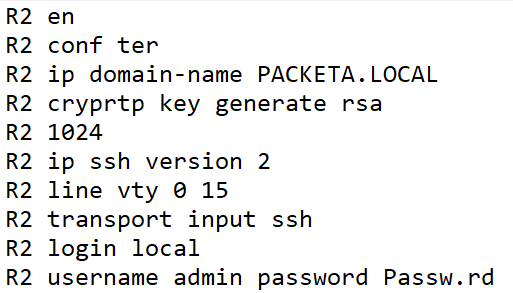 R2 en
R2 conf ter
R2 ip domain-name PACKETA.LOCAL
R2 cryprtp key generate rsa
R2 1024
R2 ip ssh version 2
R2 line vty 0 15
R2 transport input ssh
R2 login local
R2 username admin password Passw.rd